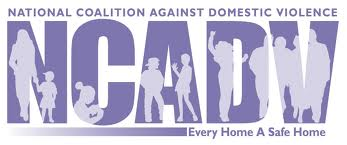 NATIONAL COALITION AGAINST DOMESTIC VIOLENCE
NCADV
Every Home A Safe Home